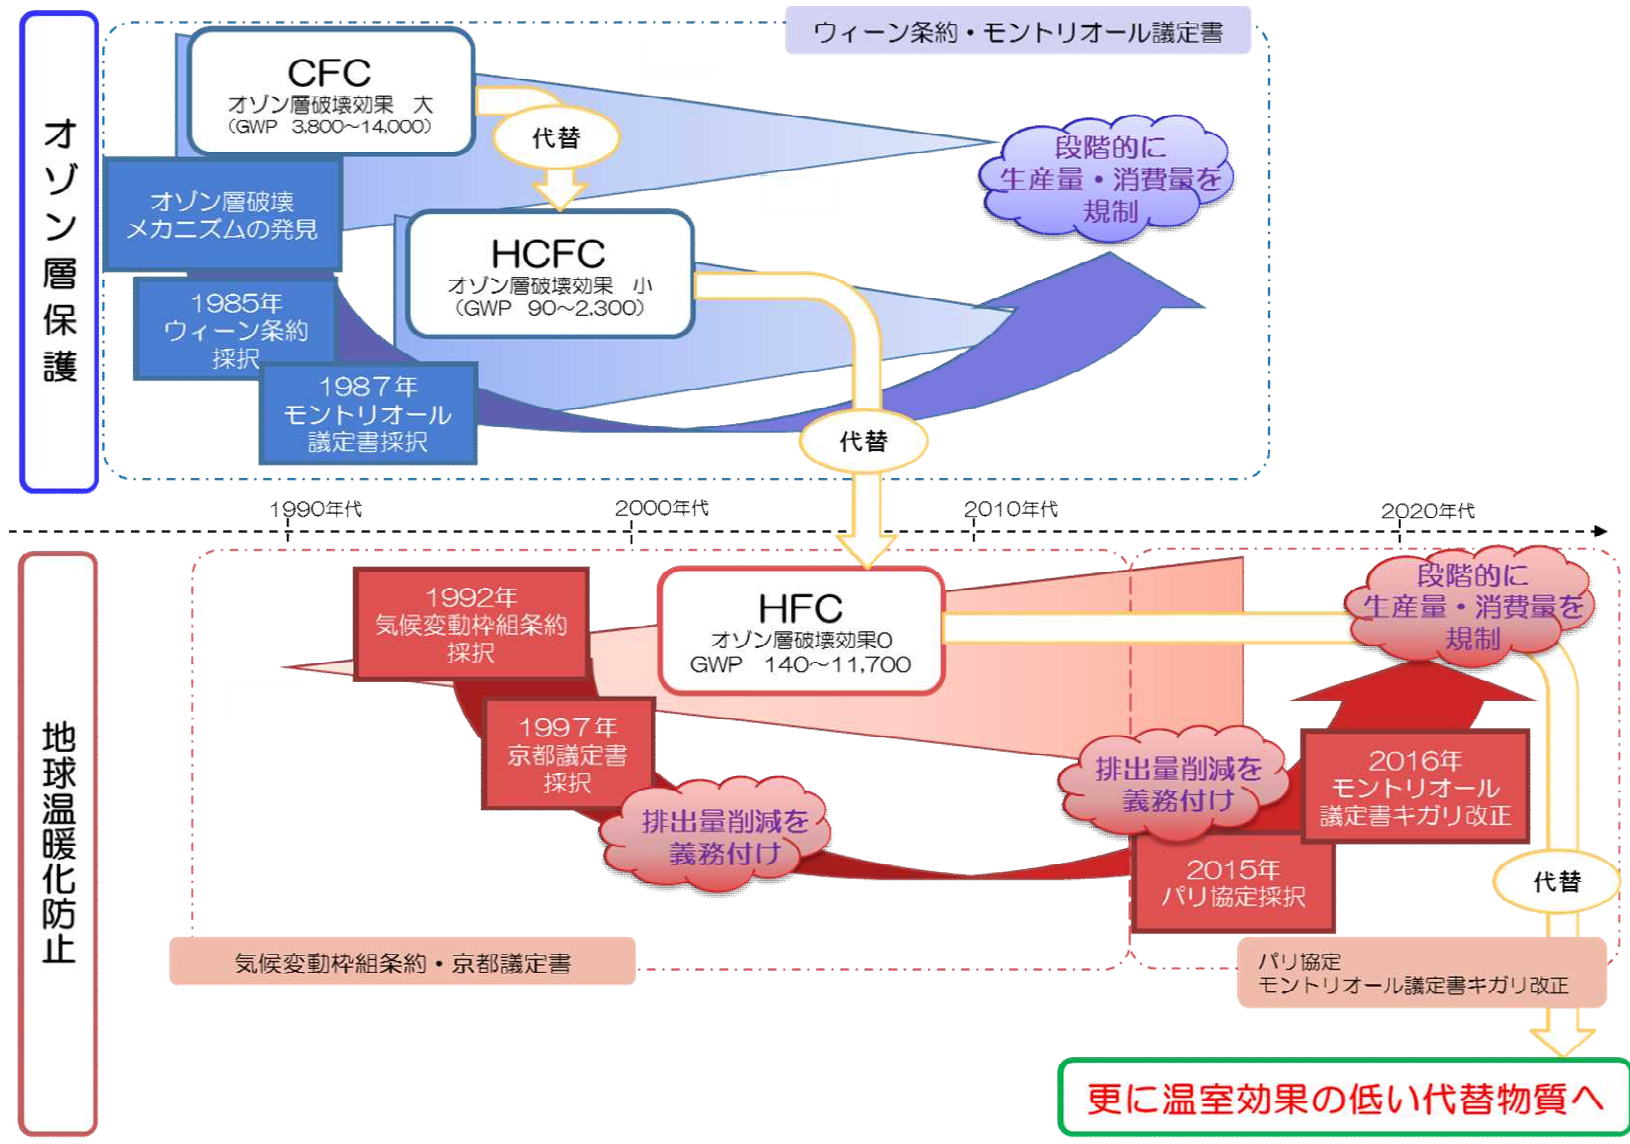 オゾン層保護
ウィーン条約・モントリオール議定書
CFC
オゾン層破壊効果　大
（GWP　3,800～14,000）
代替
段階的に
生産量・消費量を
規制
オゾン層破壊
メカニズムの発見
HCFC
オゾン層破壊効果　小
（GWP　90～2,300）
1985年
ウィーン条約
採択
1987年
モントリオール
議定書採択
代替
1990年代
2000年代
2010年代
2020年代
地球温暖化防止
1992年
気候変動枠組条約
採択
HFC
オゾン層破壊効果0
GWP　140～11,700
段階的に
生産量・消費量を
規制
1997年
京都議定書
採択
排出量削減を
義務付け
排出量削減を
義務付け
2016年
モントリオール
議定書キガリ改正
2015年
パリ協定採択
代替
気候変動枠組条約・京都議定書
パリ協定
モントリオール議定書キガリ改正
更に温室効果の低い代替物質へ